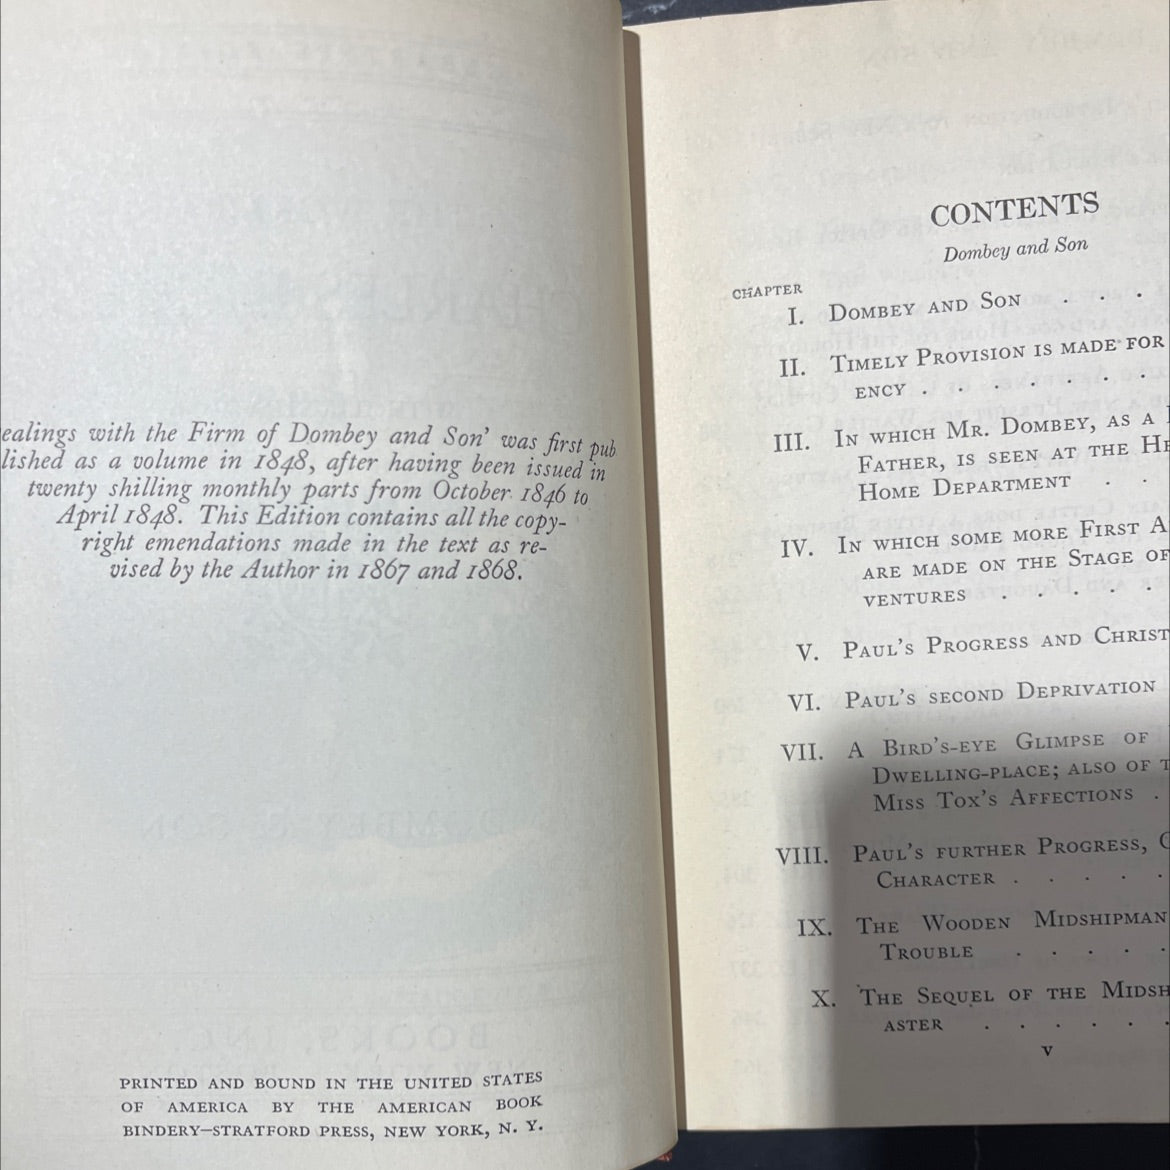 ealings with the Firm of Dombey and Son' was first pub
lished as a volume in 1848, after having been issued in
twenty shilling monthly parts from October 1846 to
April 1848. This Edition contains all the copy-
right emendations made in the text as re-
vised by the Author in 1867 and 1868.
PRINTED AND BOUND IN THE UNITED STATES
OF AMERICA BY THE AMERICAN BOOK
BINDERY—STRATFORD PRESS, NEW YORK, N. Y.
CONTENTS
Dombey and Son
CHAPTER
I. DOMBEY AND SON . . .
II. TIMELY PROVISION IS MADE FOR
ENCY . . . . . . .
III. IN WHICH MR. DOMBEY, AS A
FATHER, IS SEEN AT THE HE
HOME DEPARTMENT . .
IV. IN WHICH SOME MORE FIRST A
ARE MADE ON THE STAGE OF
VENTURES . . . . .
V. PAUL'S PROGRESS AND CHRIST
VI. PAUL'S SECOND DEPRIVATION
VII. A BIRD'S-EYE GLIMPSE OF
DWELLING-PLACE; ALSO OF T
MISS TOX'S AFFECTIONS .
VIII. PAUL'S FURTHER PROGRESS, G
CHARACTER . . . . .
IX. THE WOODEN MIDSHIPMAN
TROUBLE . . . . .
X. THE SEQUEL OF THE MIDSH
ASTER . . . . . .
v